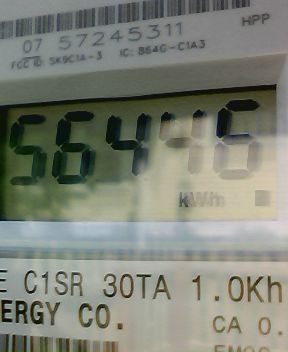 HPP
07 57245311
FCC ID: SK9C1A-3 IC: 864G-C1A3
56446
kWh
E C1SR 30TA 1.0Kh
ERGY CO.
CA 0.